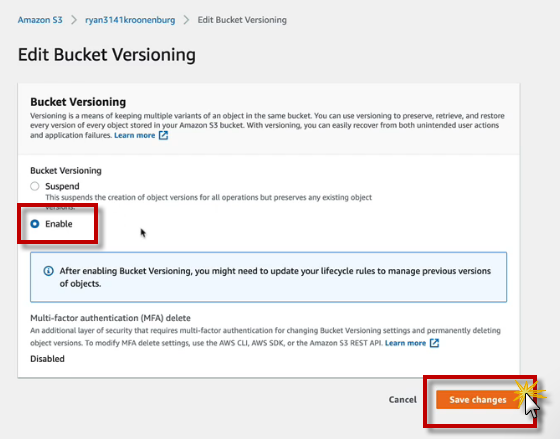 Amazon S3 > ryan3141kroonenburg > Edit Bucket Versioning
Edit Bucket Versioning
Bucket Versioning
Versioning is a means of keeping multiple variants of an object in the same bucket. You can use versioning to preserve, retrieve, and restore
every version of every object stored in your Amazon S3 bucket. With versioning, you can easily recover from both unintended user actions
and application failures. Learn more
Bucket Versioning
Suspend
This suspends the creation of object versions for all operations but preserves any existing object
versions.
Enable
After enabling Bucket Versioning, you might need to update your lifecycle rules to manage previous versions
of objects.
Multi-factor authentication (MFA) delete
An additional layer of security that requires multi-factor authentication for changing Bucket Versioning settings and permanently deleting
object versions. To modify MFA delete settings, use the AWS CLI, AWS SDK, or the Amazon S3 REST API. Learn more
Disabled
Cancel
Save changes